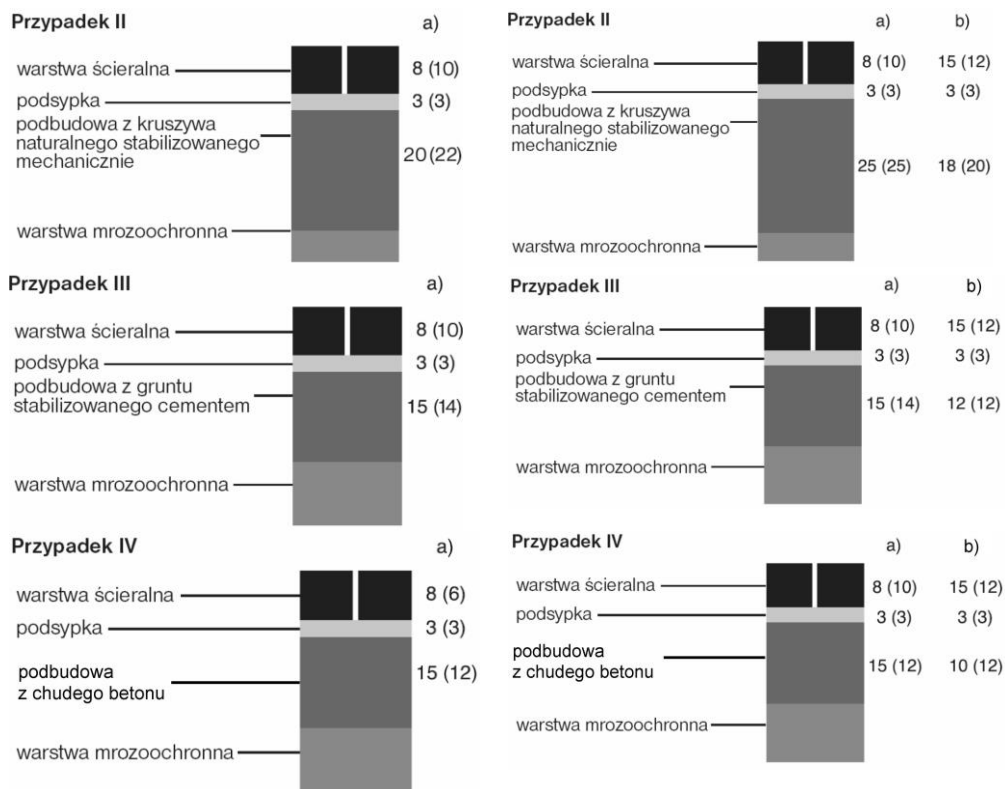 Przypadek II
a)
warstwa ścieralna
8 (10)
podsypka
3 (3)
podbudowa z kruszywa
naturalnego stabilizowanego
mechanicznie
20 (22)
warstwa mrozoochronna
Przypadek II
a) b)
warstwa ścieralna
8 (10) 15 (12)
podsypka
3 (3) 3 (3)
podbudowa z kruszywa
naturalnego stabilizowanego
mechanicznie
25 (25) 18 (20)
warstwa mrozoochronna
Przypadek III
a)
warstwa ścieralna
8 (10)
podsypka
3 (3)
podbudowa z gruntu
stabilizowanego cementem
15 (14)
warstwa mrozoochronna
Przypadek III
a) b)
warstwa ścieralna
8 (10) 15 (12)
podsypka
3 (3) 3 (3)
podbudowa z gruntu
stabilizowanego cementem
15 (14) 12 (12)
warstwa mrozoochronna
Przypadek IV
a)
warstwa ścieralna
8 (6)
podsypka
3 (3)
podbudowa
z chudego betonu
15 (12)
warstwa mrozoochronna
Przypadek IV
a) b)
warstwa ścieralna
8 (10) 15 (12)
podsypka
3 (3) 3 (3)
podbudowa
z chudego betonu
15 (12) 10 (12)
warstwa mrozoochronna